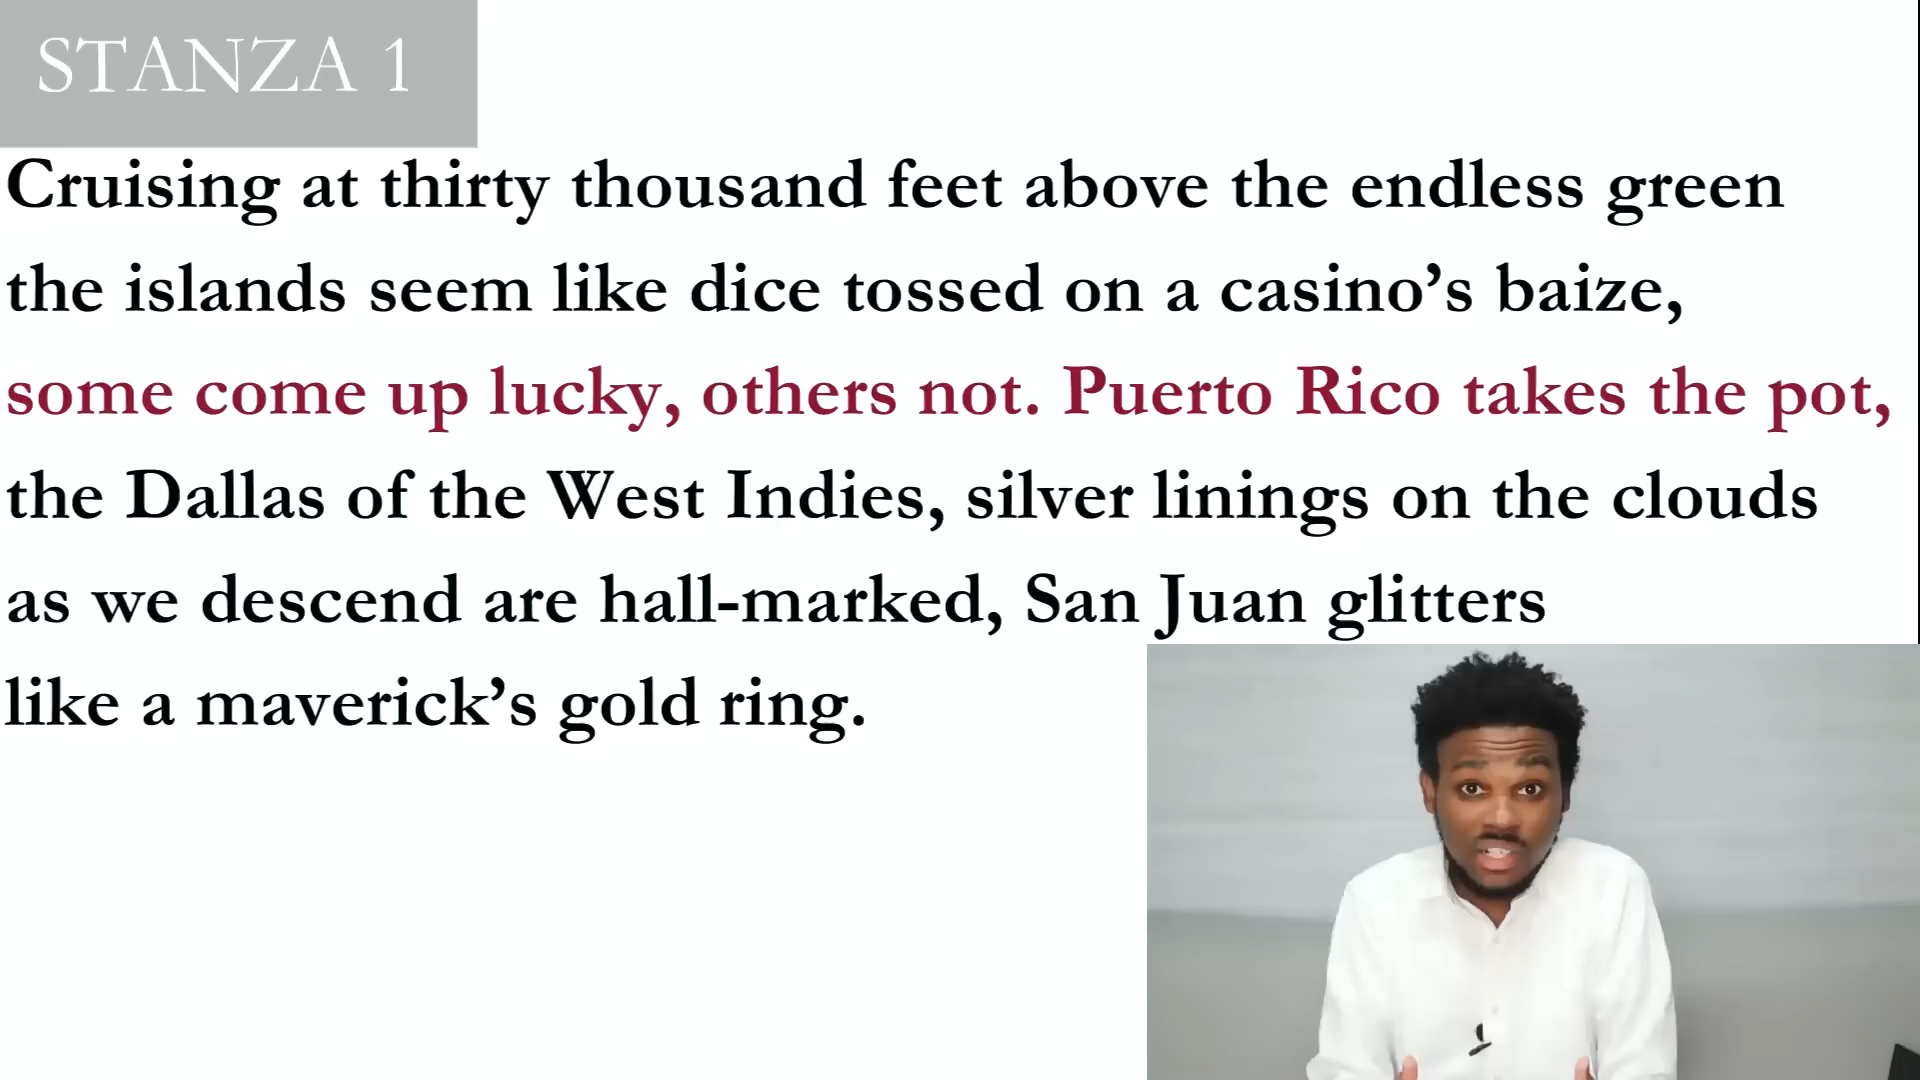 STANZA 1
Cruising at thirty thousand feet above the endless green
the islands seem like dice tossed on a casino’s baize,
some come up lucky, others not. Puerto Rico takes the pot,
the Dallas of the West Indies, silver linings on the clouds
as we descend are hall-marked, San Juan glitters
like a maverick’s gold ring.